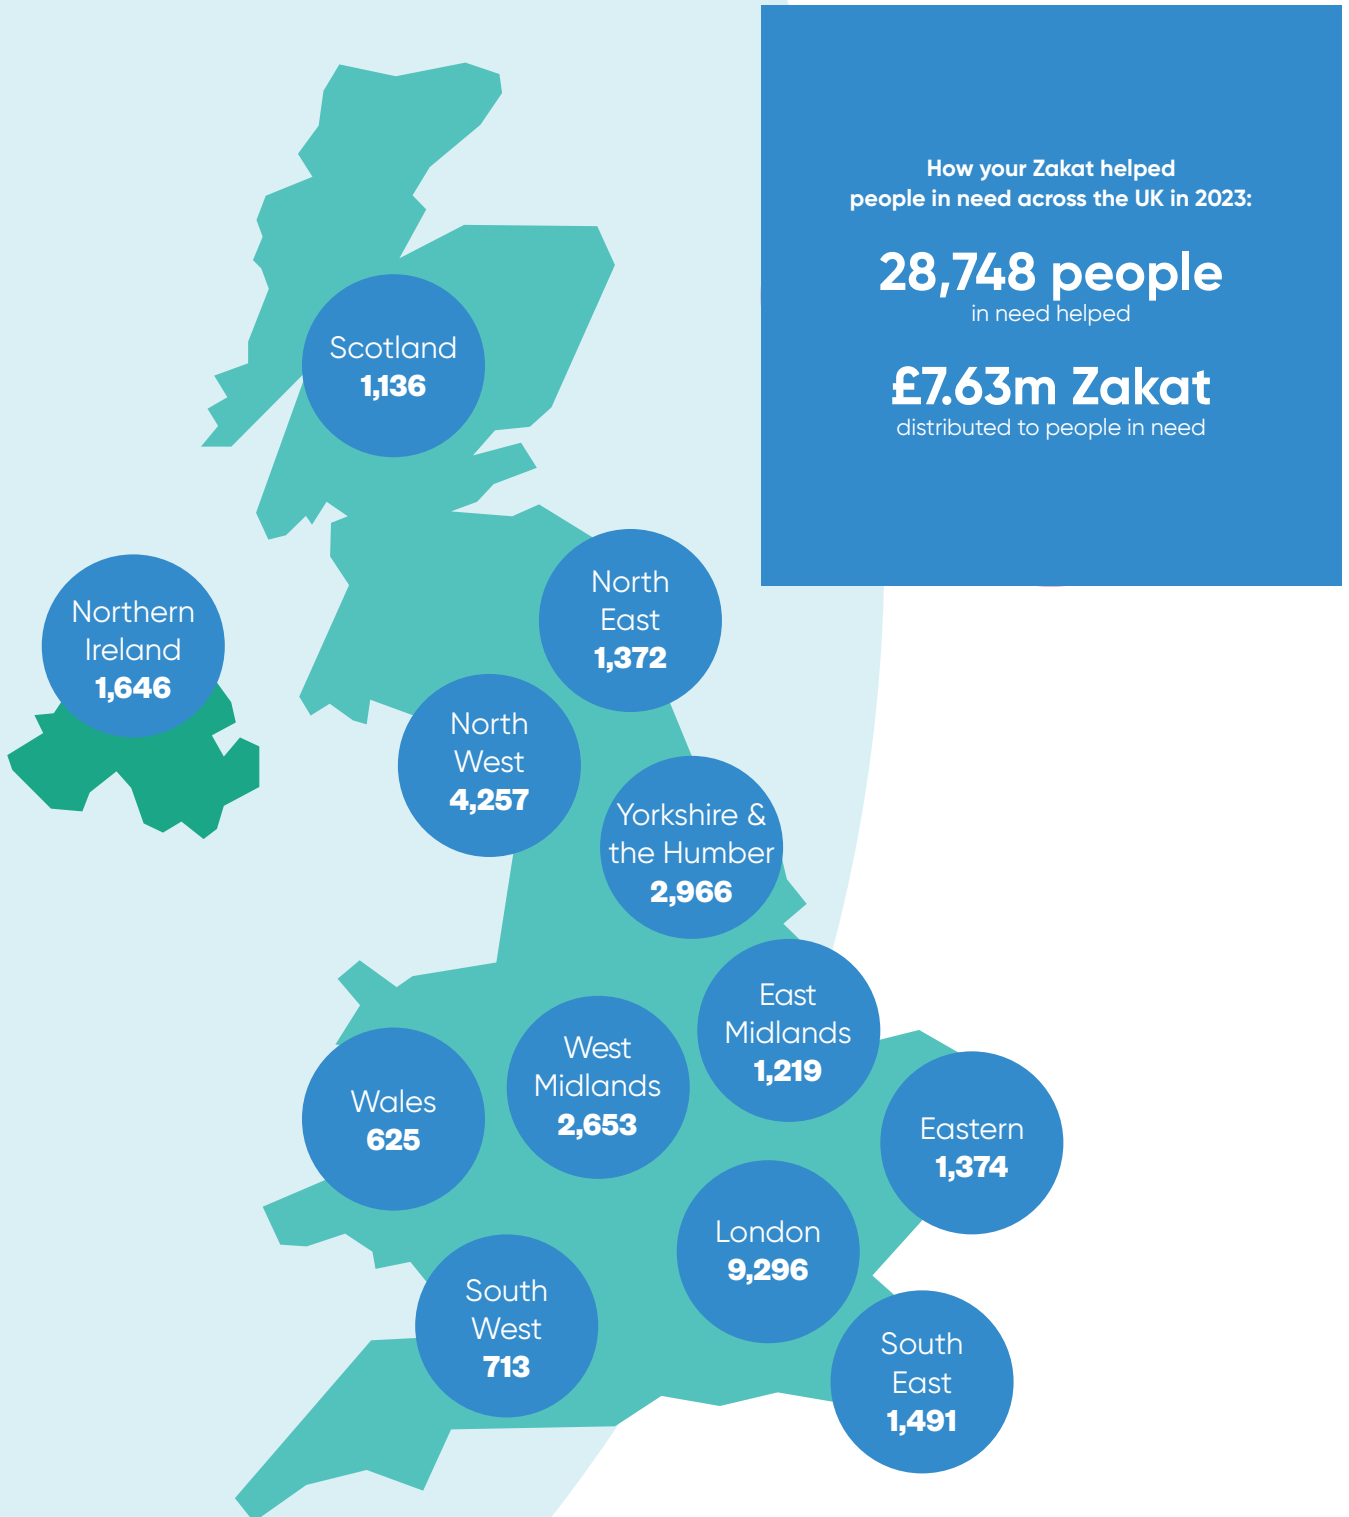 How your Zakat helped
people in need across the UK in 2023:
28,748 people
in need helped
£7.63m Zakat
distributed to people in need
Scotland
1,136
Northern
Ireland
1,646
North
East
1,372
North
West
4,257
Yorkshire &
the Humber
2,966
East
Midlands
1,219
West
Midlands
2,653
Wales
625
Eastern
1,374
London
9,296
South
West
713
South
East
1,491